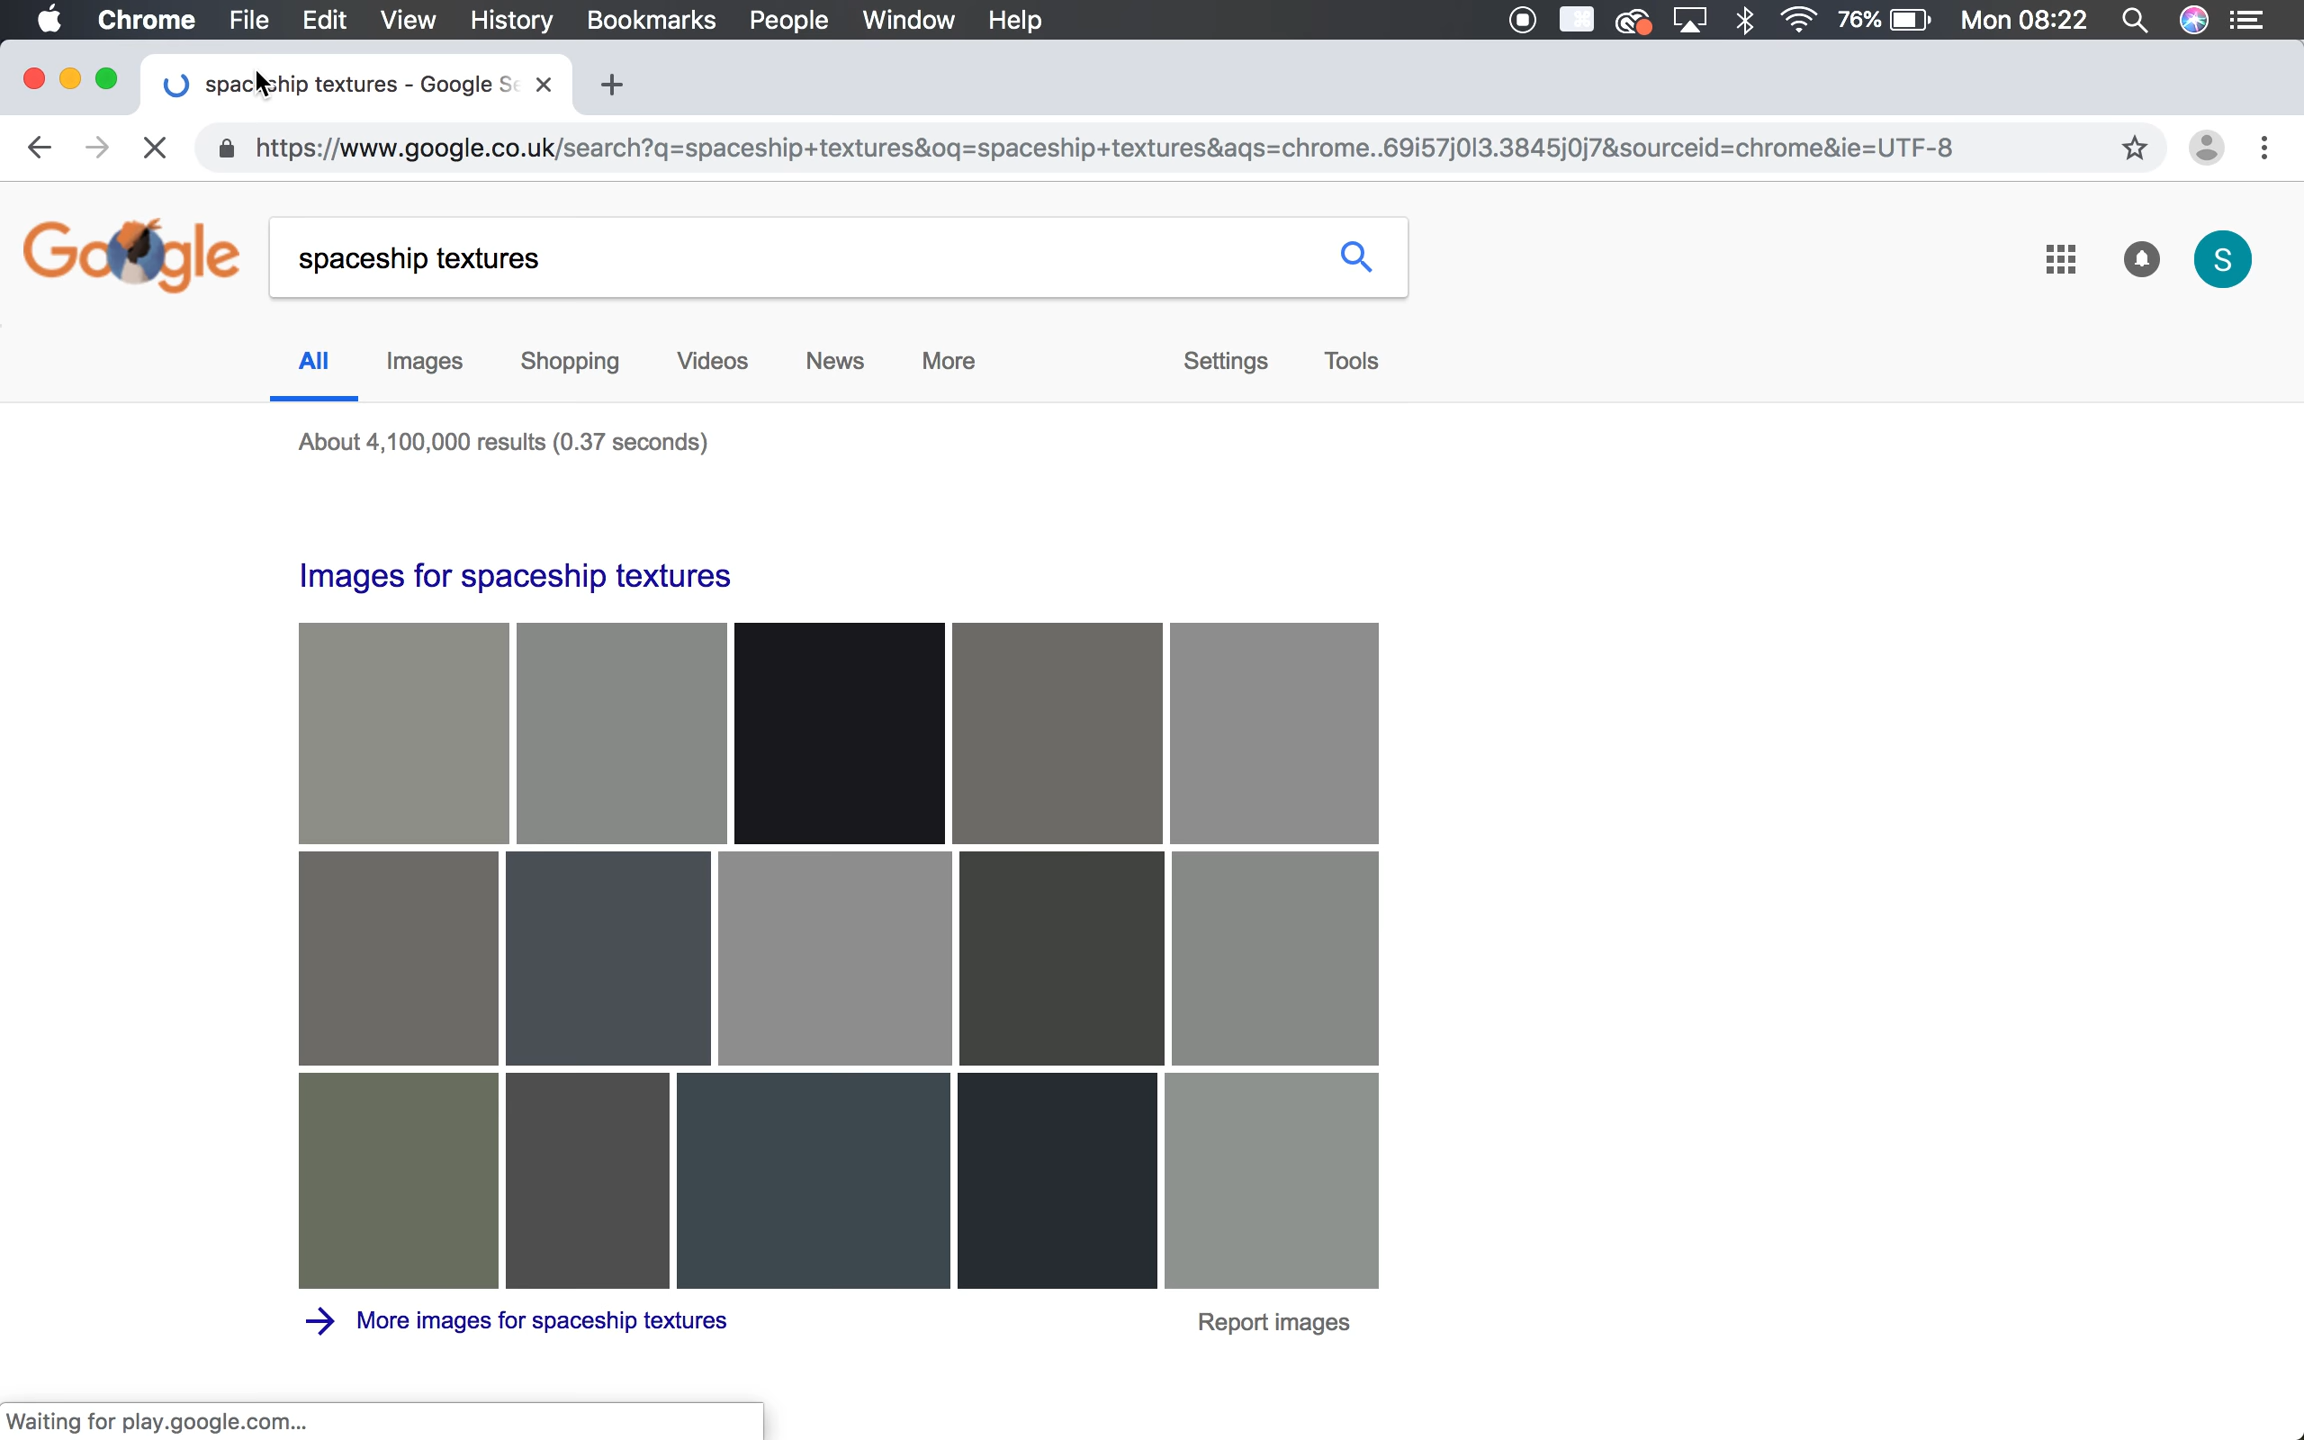 Chrome File Edit View History Bookmarks People Window Help 76% Mon 08:22
spaceship textures - Google Se
https://www.google.co.uk/search?q=spaceship+textures&oq=spaceship+textures&aqs=chrome..69i57j0l3.3845j0j7&sourceid=chrome&ie=UTF-8
Google
spaceship textures
S
All Images Shopping Videos News More Settings Tools
About 4,100,000 results (0.37 seconds)
Images for spaceship textures
More images for spaceship textures
Report images
Waiting for play.google.com...